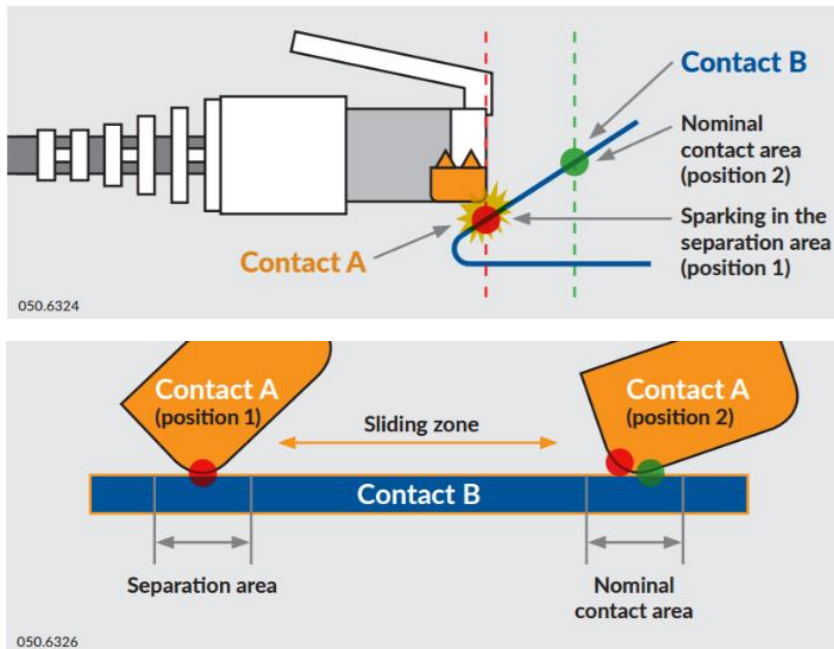 Contact B
Nominal
contact area
(position 2)
Sparking in the
separation area
(position 1)
Contact A
050.6324
Contact A
(position 1)
Sliding zone
Contact A
(position 2)
Contact B
Separation area
Nominal
contact area
050.6326